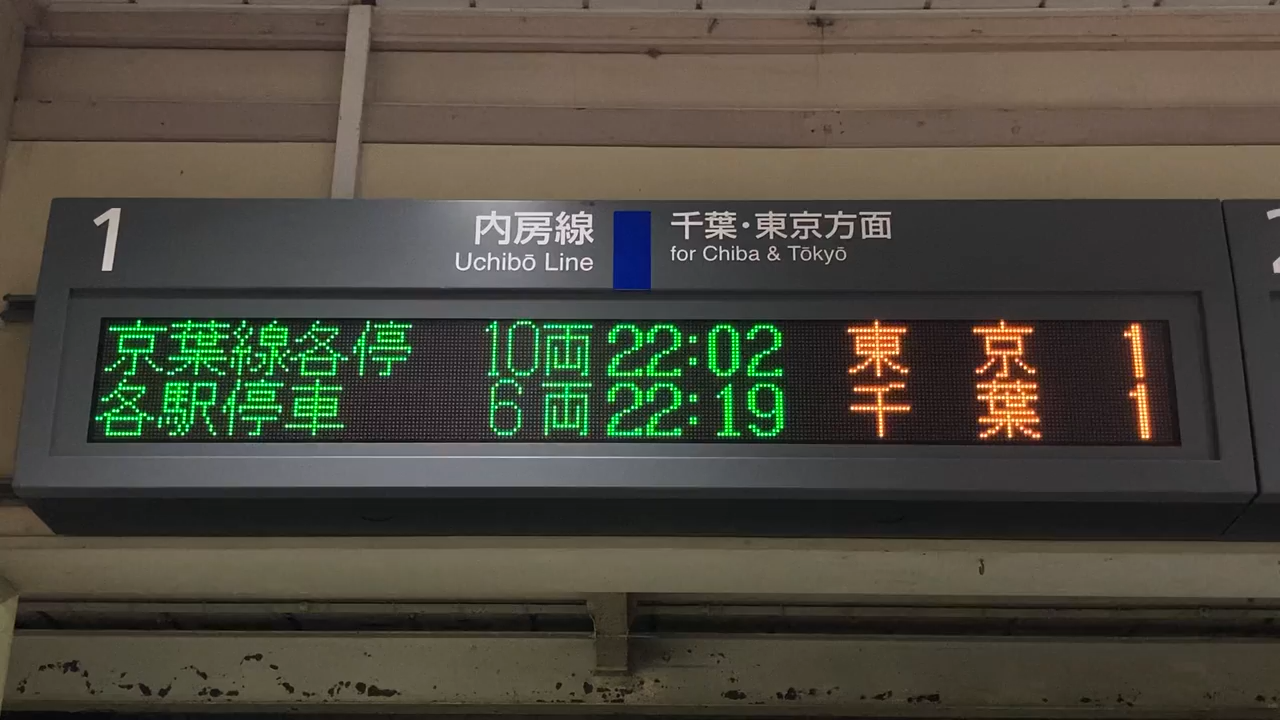 1
内房線 千葉・東京方面
Uchibō Line for Chiba & Tōkyō
京葉線各停 10両 22:02 東京 1
各駅停車 6両 22:19 千葉 1